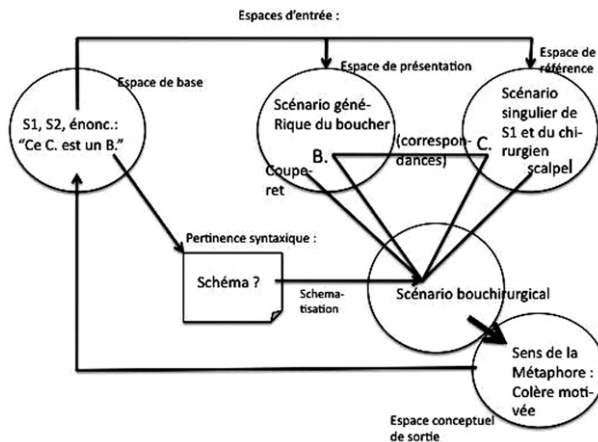 Espaces d'entrée :
Espace de base
S1, S2, énonc.:
"Ce C. est un B."
Espace de présentation
Scénario géné-
Rique du boucher
B.
Coupe-
ret
(correspon-
dances)
Espace de
référence
Scénario
singulier de
S1 et du chi-
rurgien
C.
scalpel
Pertinence syntaxique :
Schéma ?
Schema-
tisation
Scénario bouchirurgical
Sens de la
Métaphore :
Colère moti-
vée
Espace conceptuel
de sortie